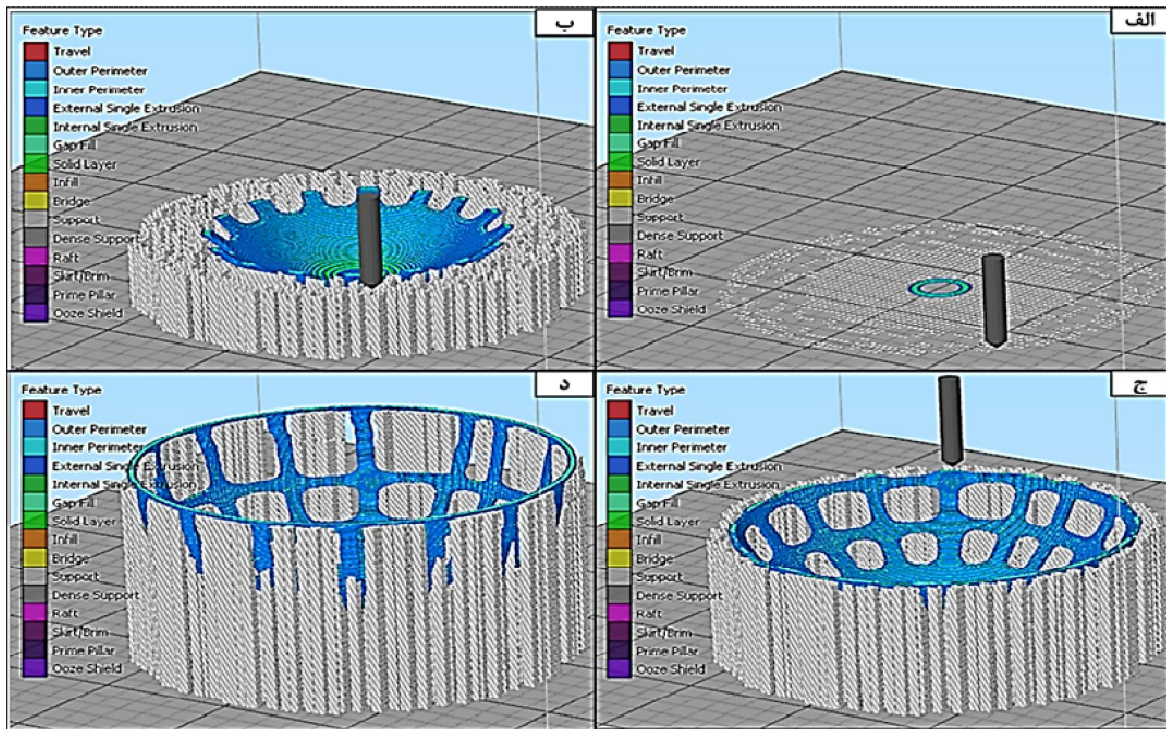 الف
Feature Type
Travel
Outer Perimeter
Inner Perimeter
External Single Extrusion
Internal Single Extrusion
Gap Fill
Solid Layer
Infill
Bridge
Support
Dense Support
Raft
Skirt/Brim
Prime Pillar
Ooze Shield
ب
Feature Type
Travel
Outer Perimeter
Inner Perimeter
External Single Extrusion
Internal Single Extrusion
Gap Fill
Solid Layer
Infill
Bridge
Support
Dense Support
Raft
Skirt/Brim
Prime Pillar
Ooze Shield
ج
Feature Type
Travel
Outer Perimeter
Inner Perimeter
External Single Extrusion
Internal Single Extrusion
Gap Fill
Solid Layer
Infill
Bridge
Support
Dense Support
Raft
Skirt/Brim
Prime Pillar
Ooze Shield
د
Feature Type
Travel
Outer Perimeter
Inner Perimeter
External Single Extrusion
Internal Single Extrusion
Gap Fill
Solid Layer
Infill
Bridge
Support
Dense Support
Raft
Skirt/Brim
Prime Pillar
Ooze Shield